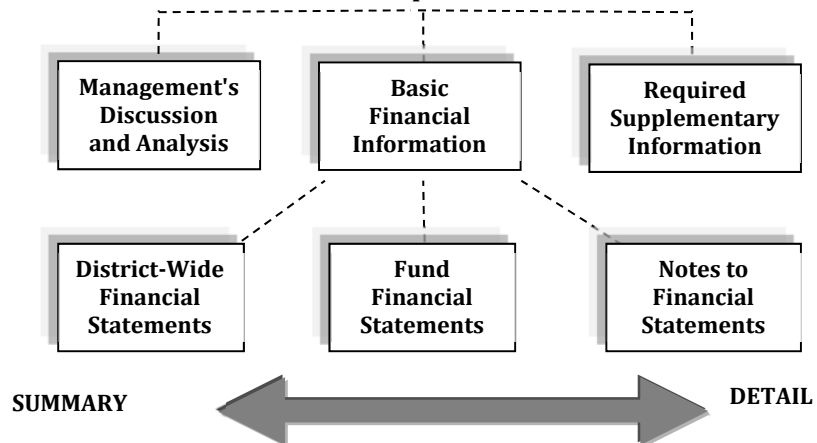 Management's
Discussion
and Analysis
Basic
Financial
Information
Required
Supplementary
Information
District-Wide
Financial
Statements
Fund
Financial
Statements
Notes to
Financial
Statements
SUMMARY
DETAIL